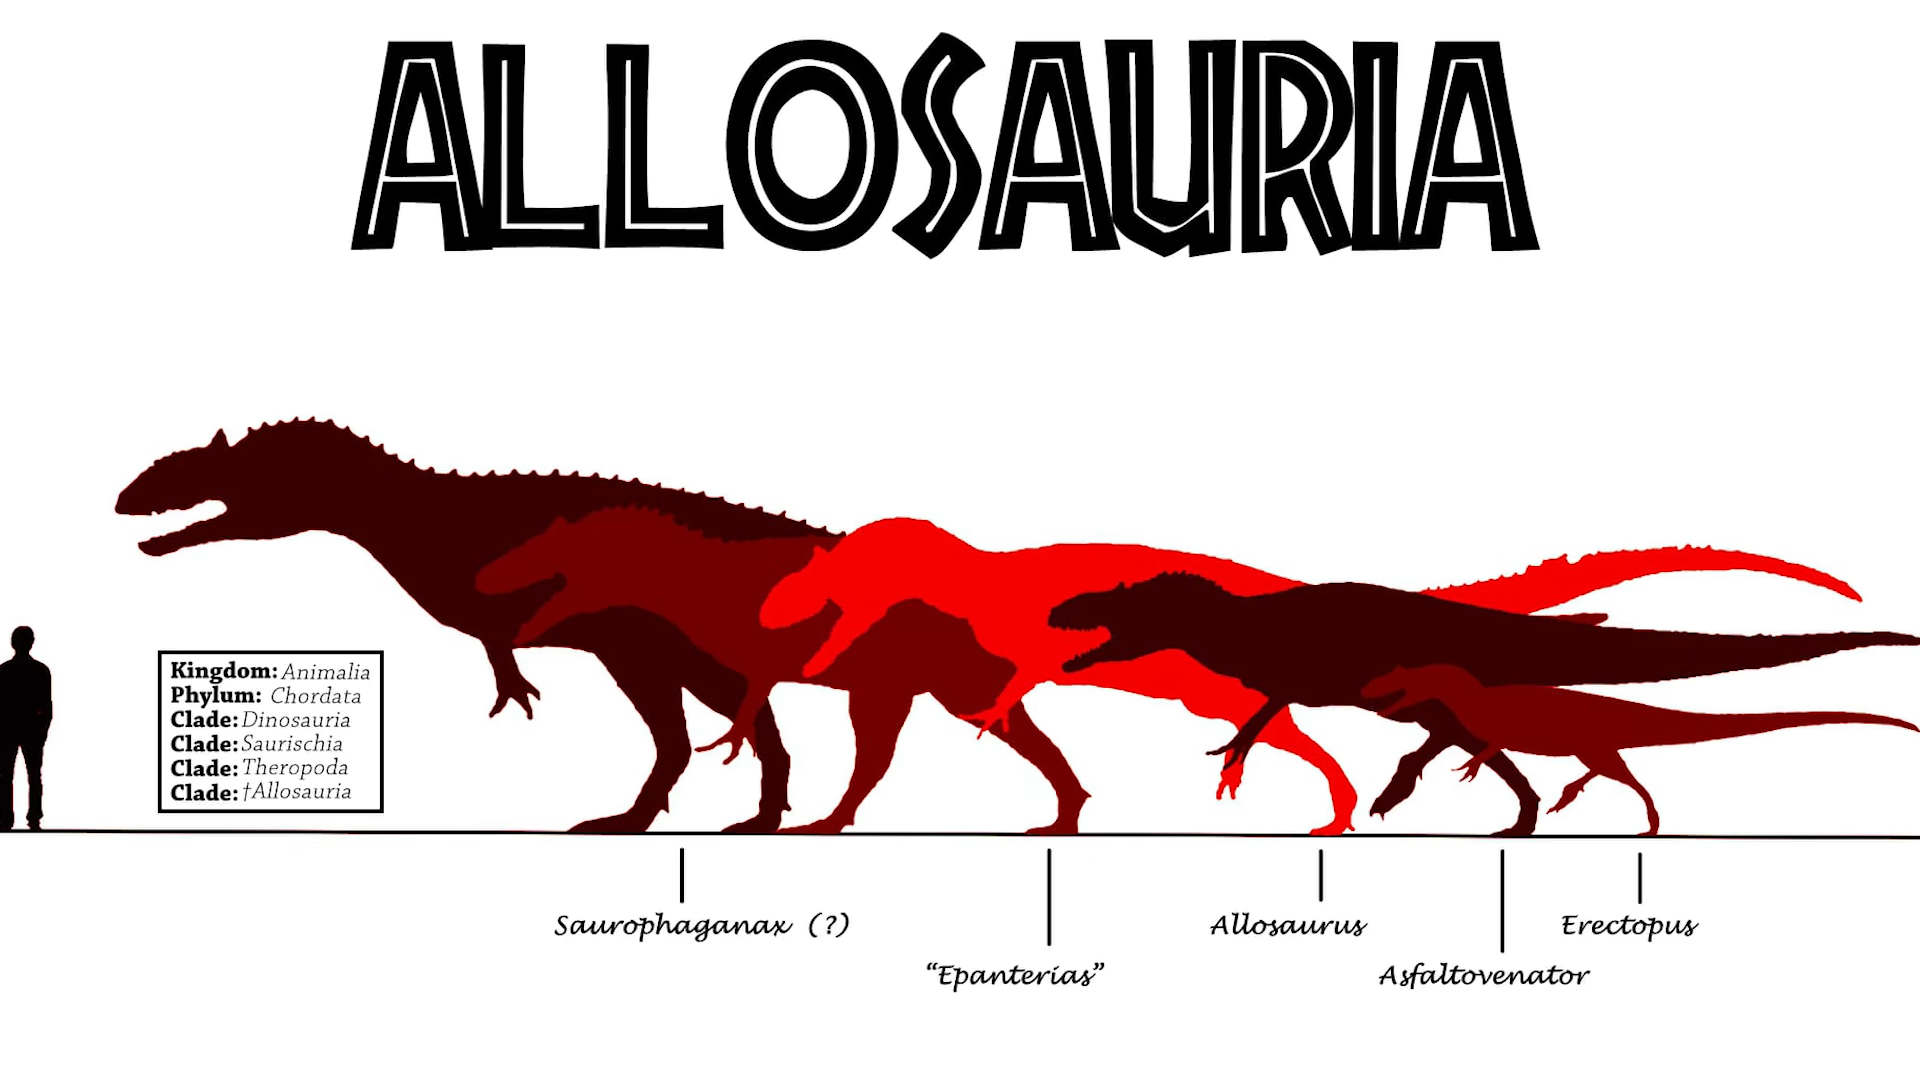 ALLOSAURIA
Kingdom: Animalia
Phylum: Chordata
Clade: Dinosauria
Clade: Saurischia
Clade: Theropoda
Clade: †Allosauria
Saurophaganax (?)
"Epanterias"
Allosaurus
Asfaltovenator
Erectopus